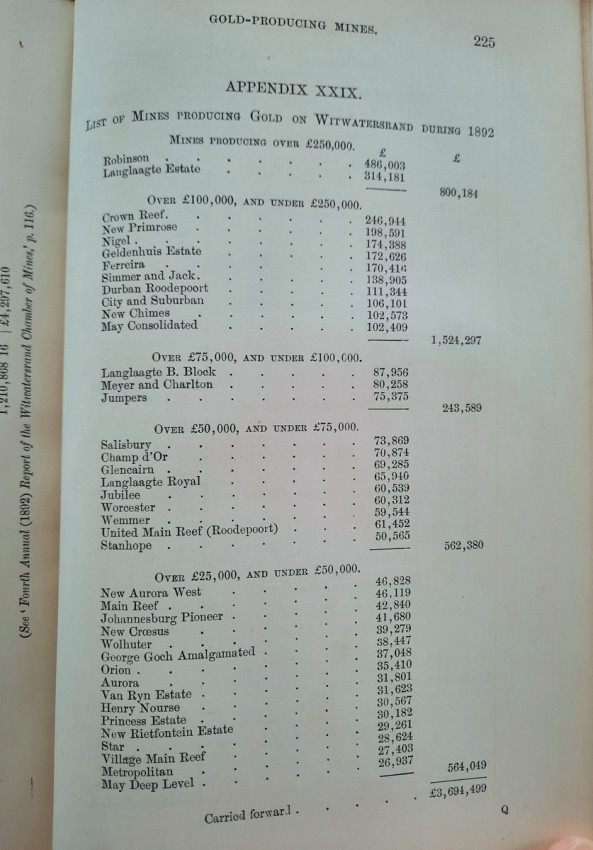 GOLD-PRODUCING MINES.
225
APPENDIX XXIX.
LIST OF MINES PRODUCING GOLD ON WITWATERSRAND DURING 1892
MINES PRODUCING OVER £250,000.
£ £
Robinson . . . . . . . 486,003
Langlaagte Estate . . . . . 314,181
800,184
OVER £100,000, AND UNDER £250,000.
Crown Reef. . . . . . . 246,944
New Primrose . . . . . . 198,591
Nigel . . . . . . . 174,388
Geldenhuis Estate . . . . . 172,626
Ferreira . . . . . . . 170,416
Simmer and Jack. . . . . . 138,905
Durban Roodepoort . . . . . 111,344
City and Suburban . . . . . 106,101
New Chimes . . . . . . 102,573
May Consolidated . . . . . 102,409
1,524,297
OVER £75,000, AND UNDER £100,000.
Langlaagte B. Block . . . . . 87,956
Meyer and Charlton . . . . . 80,258
Jumpers . . . . . . . 75,375
243,589
OVER £50,000, AND UNDER £75,000.
Salisbury . . . . . . . 73,869
Champ d'Or . . . . . . 70,874
Glencairn . . . . . . . 69,285
Langlaagte Royal . . . . . 65,940
Jubilee . . . . . . . 60,539
Worcester . . . . . . . 60,312
Wemmer . . . . . . . 59,544
United Main Reef (Roodepoort) . . . 61,452
Stanhope . . . . . . . 50,565
562,380
OVER £25,000, AND UNDER £50,000.
New Aurora West . . . . . 46,828
Main Reef . . . . . . . 46,119
Johannesburg Pioneer . . . . . 42,840
New Crœsus . . . . . . 41,680
Wolhuter . . . . . . . 39,279
George Goch Amalgamated . . . . 38,447
Orion . . . . . . . 37,048
Aurora . . . . . . . 35,410
Van Ryn Estate . . . . . . 31,801
Henry Nourse . . . . . . 31,623
Princess Estate . . . . . . 30,567
New Rietfontein Estate . . . . . 30,182
Star . . . . . . . 29,261
Village Main Reef . . . . . 28,624
Metropolitan . . . . . . 27,403
May Deep Level . . . . . . 26,937
564,049
Carried forward . . . . . £3,694,499
Q
1,210,868 16 | £4,297,610
(See 'Fourth Annual (1892) Report of the Witwatersrand Chamber of Mines,' p. 116.)